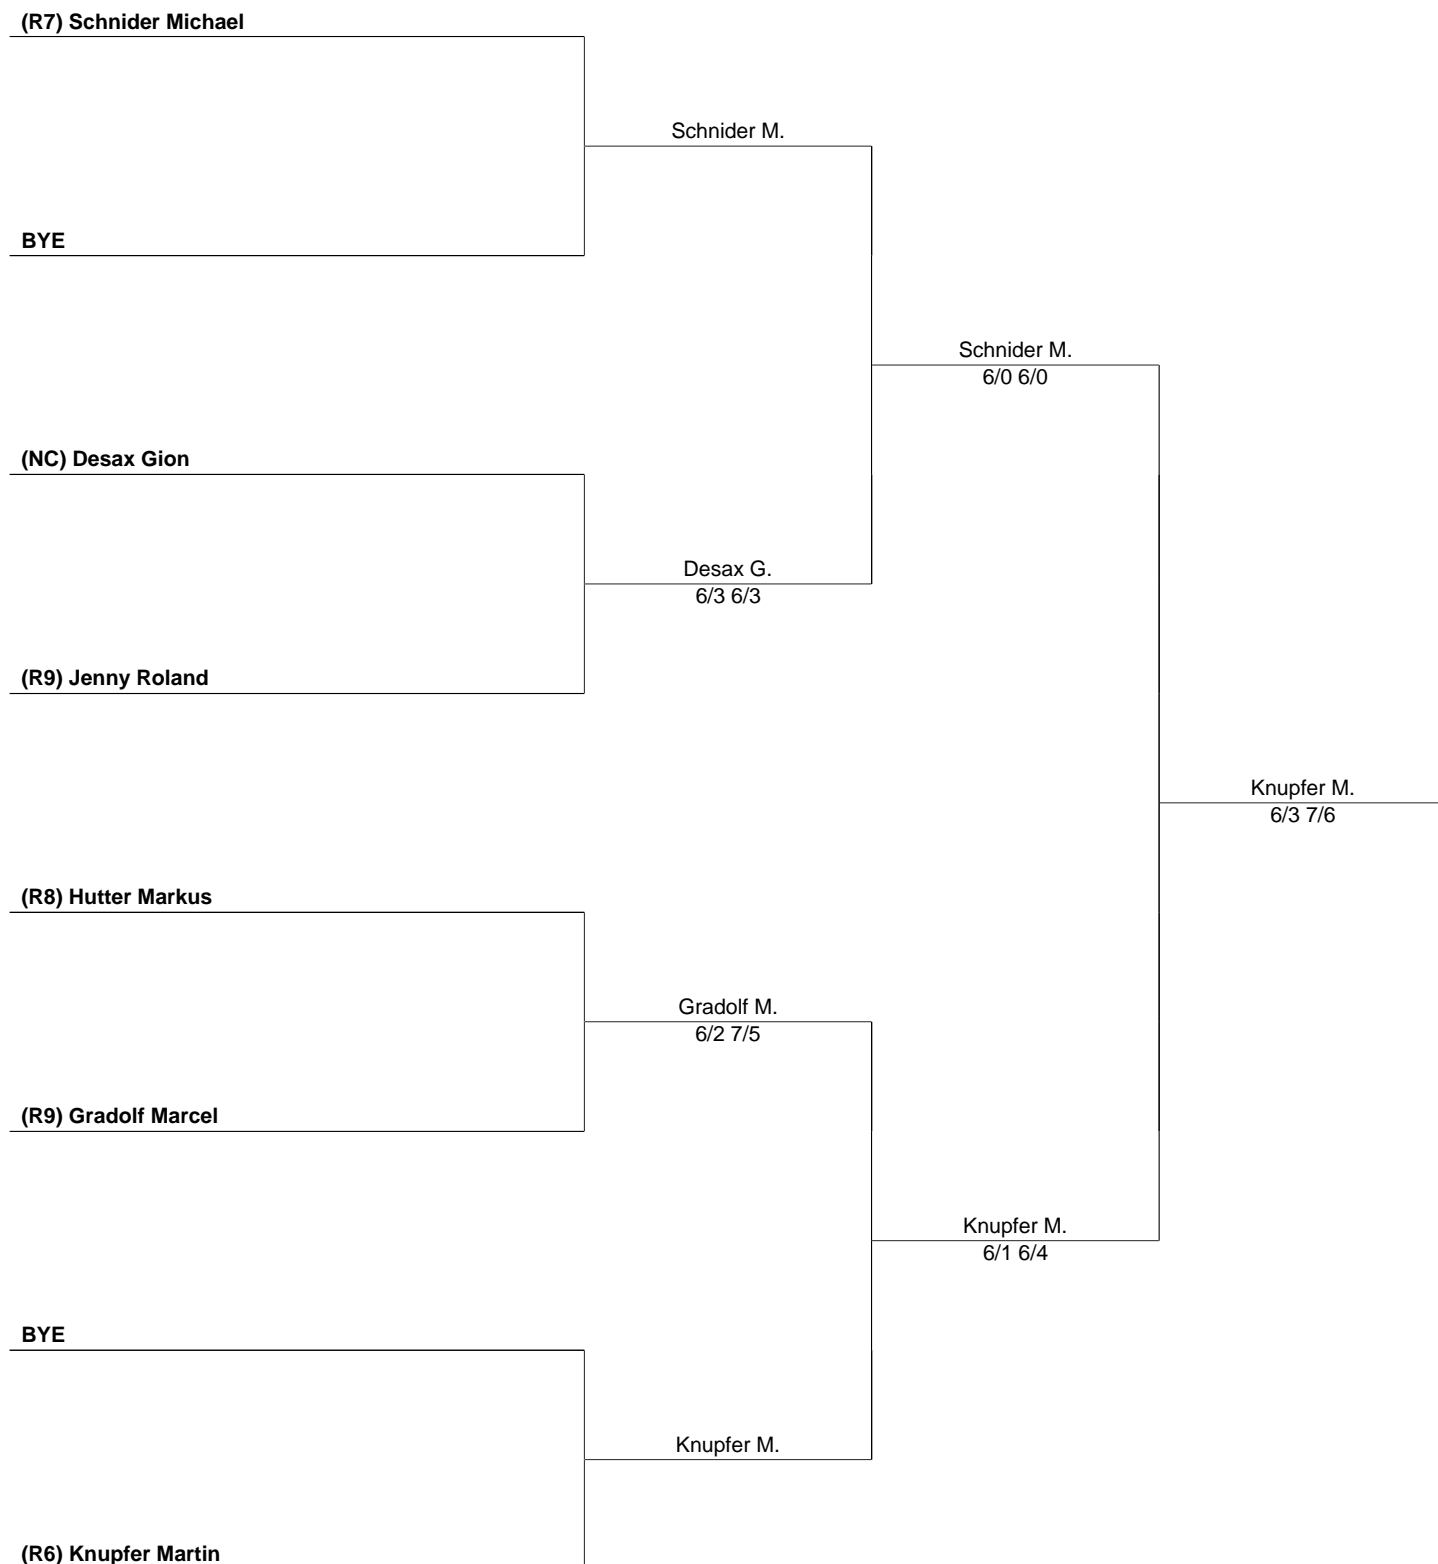 (R7) Schnider Michael
Schnider M.
BYE
Schnider M.
6/0 6/0
(NC) Desax Gion
Desax G.
6/3 6/3
(R9) Jenny Roland
Knupfer M.
6/3 7/6
(R8) Hutter Markus
Gradolf M.
6/2 7/5
(R9) Gradolf Marcel
Knupfer M.
6/1 6/4
BYE
Knupfer M.
(R6) Knupfer Martin